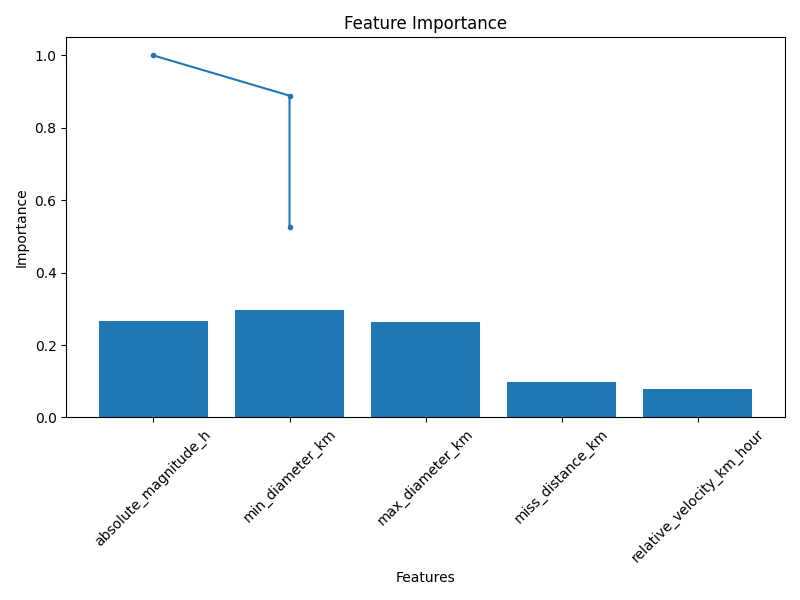 Feature Importance
1.0
0.8
0.6
0.4
0.2
0.0
Importance
absolute_magnitude_h
min_diameter_km
max_diameter_km
miss_distance_km
relative_velocity_km_hour
Features